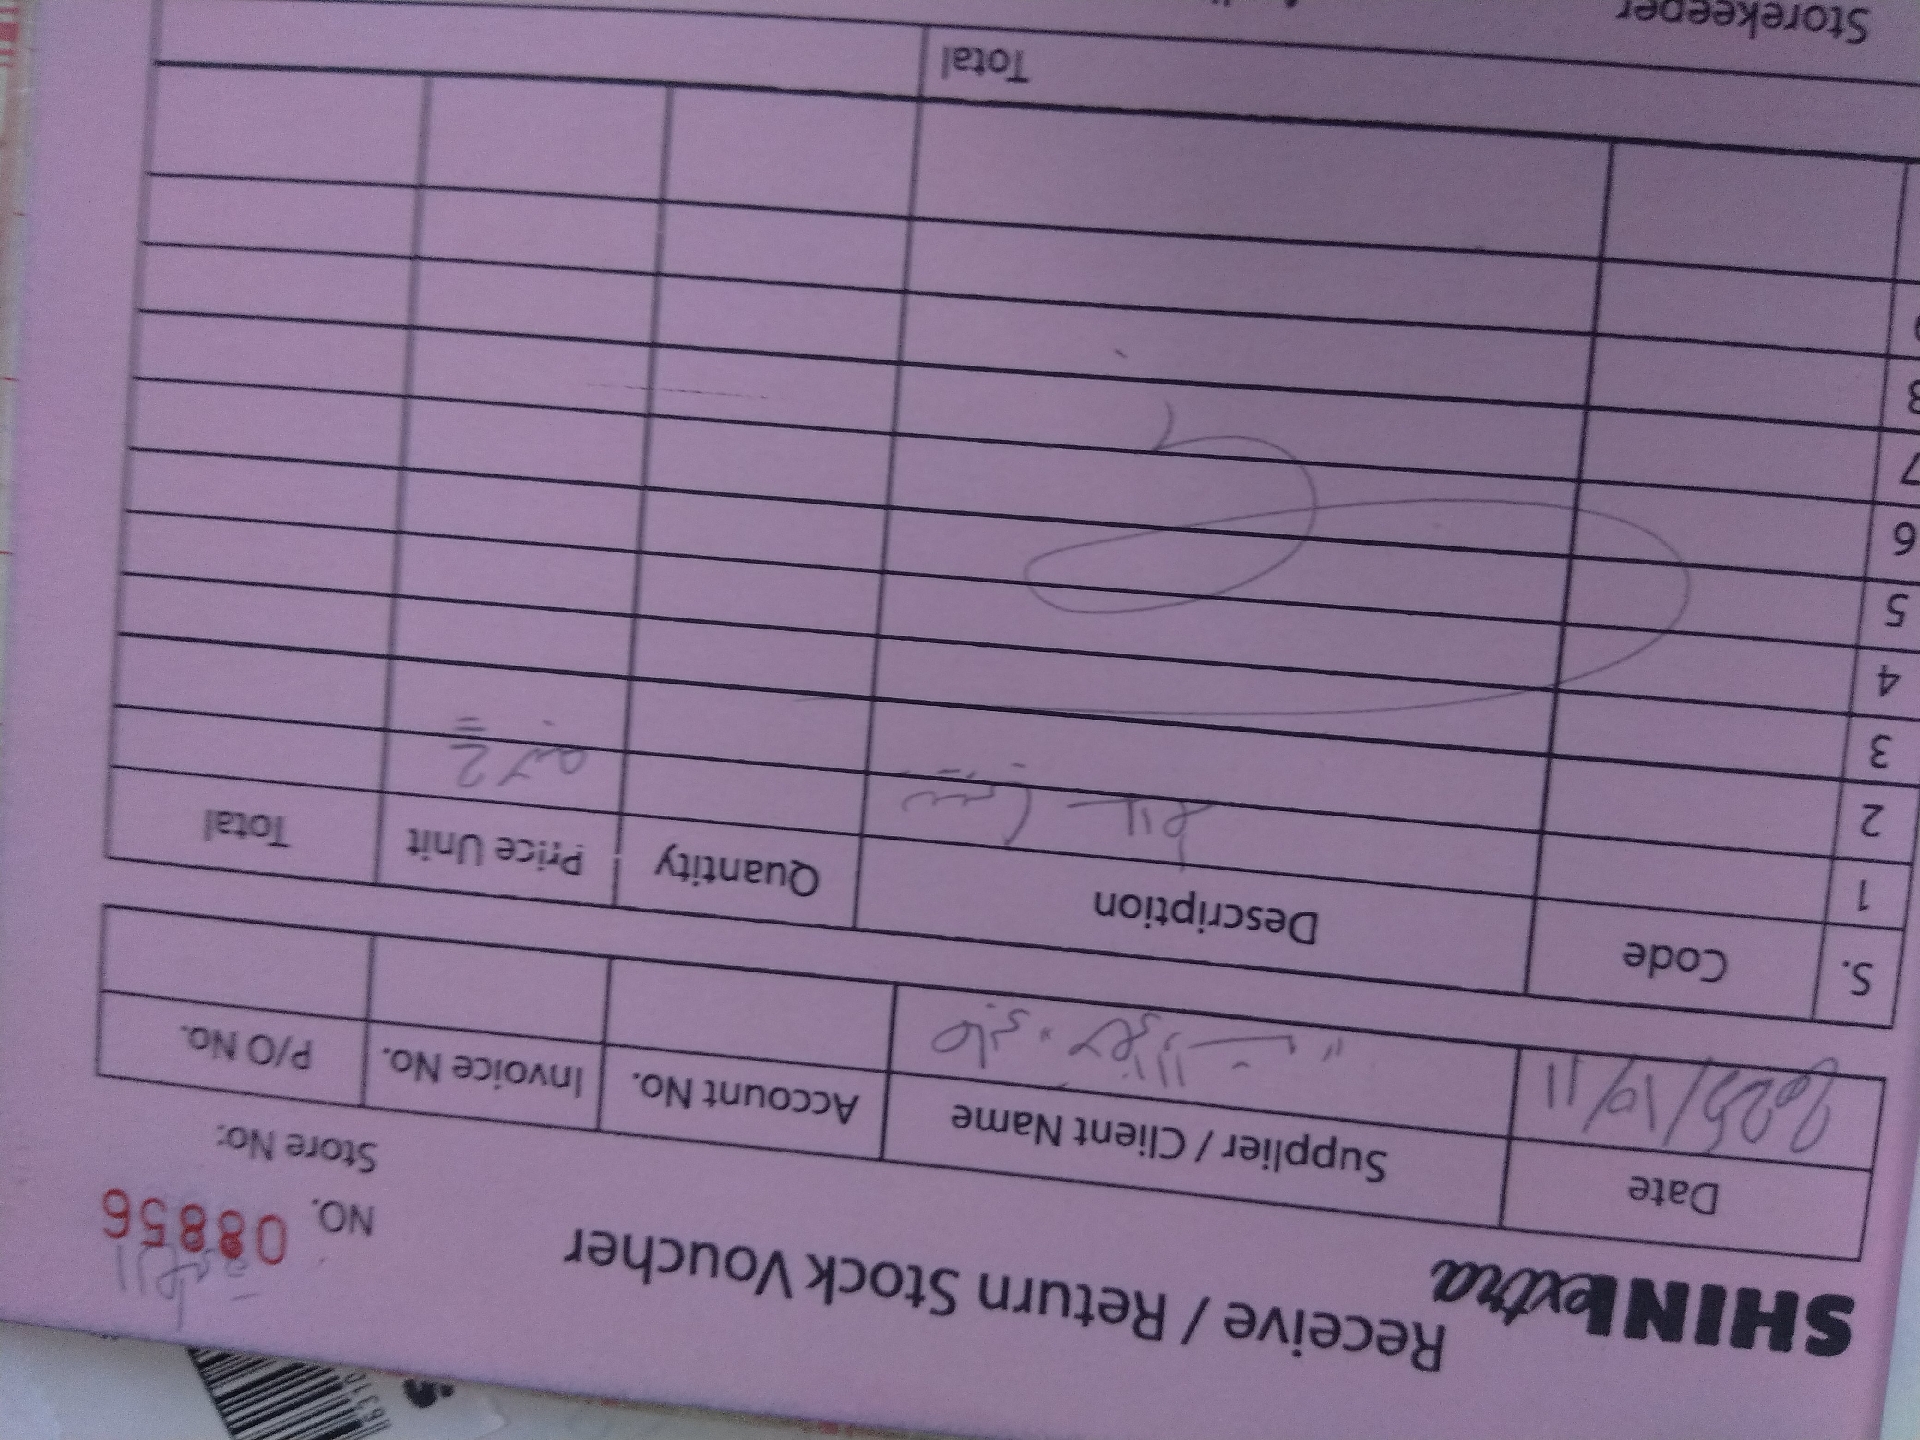 SHINextra
Receive / Return Stock Voucher
NO. 08856
Store No:
Date Supplier / Client Name Account No. Invoice No. P/O No.
2025/10/11
S. Code Description Quantity Price Unit Total
1
2
3
4
5
6
7
8
Total
Storekeeper